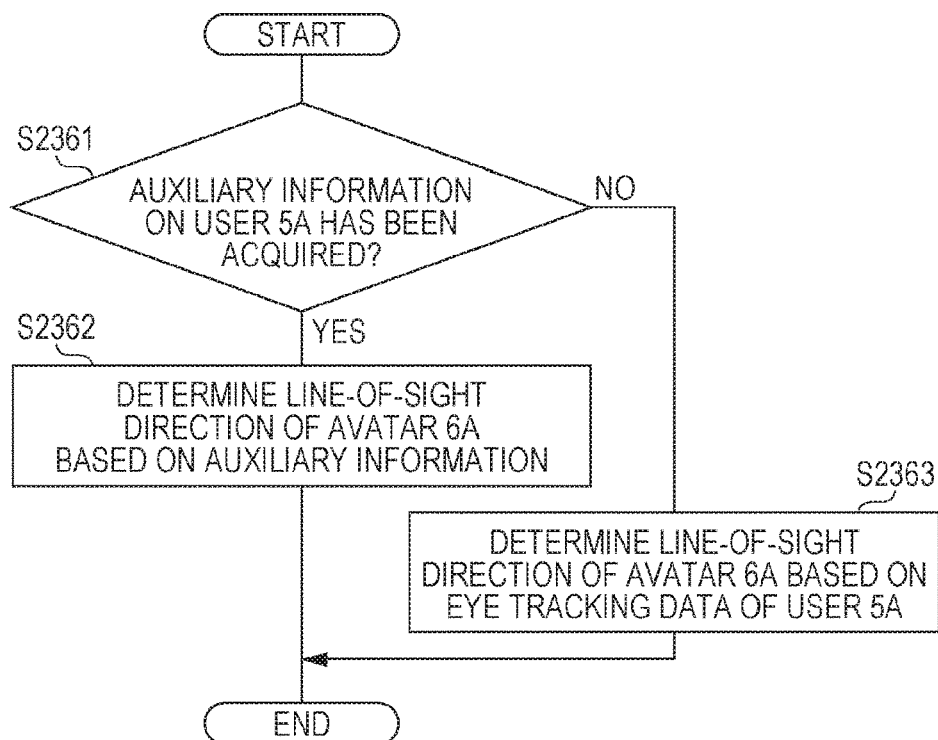 START
S2361
AUXILIARY INFORMATION
ON USER 5A HAS BEEN
ACQUIRED?
NO
YES
S2362
DETERMINE LINE-OF-SIGHT
DIRECTION OF AVATAR 6A
BASED ON AUXILIARY INFORMATION
S2363
DETERMINE LINE-OF-SIGHT
DIRECTION OF AVATAR 6A BASED ON
EYE TRACKING DATA OF USER 5A
END